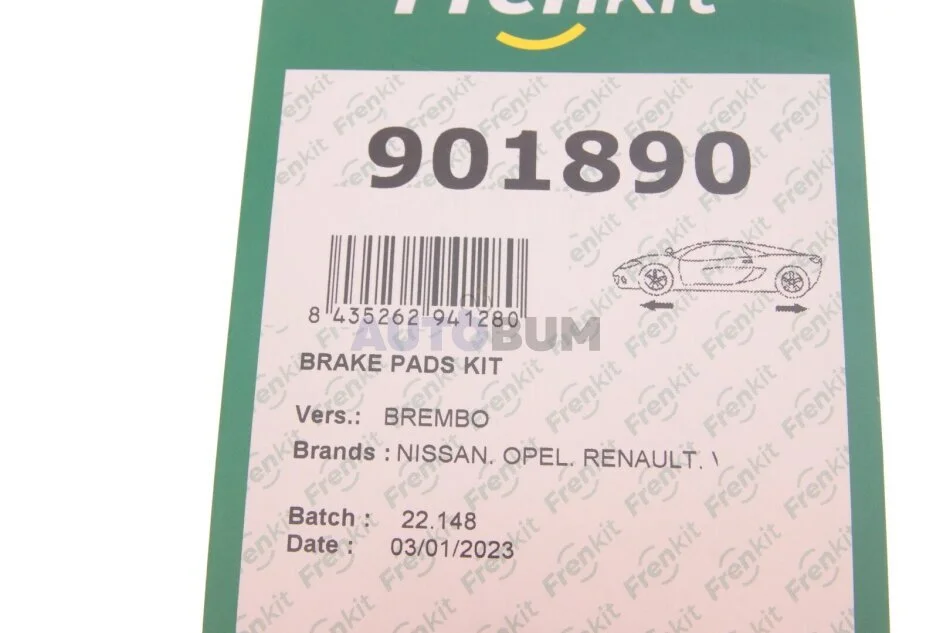 Frenkit
901890
8 435262 941280
AUTOBUM
BRAKE PADS KIT
Vers.: BREMBO
Brands : NISSAN, OPEL, RENAULT,
Batch : 22.148
Date : 03/01/2023